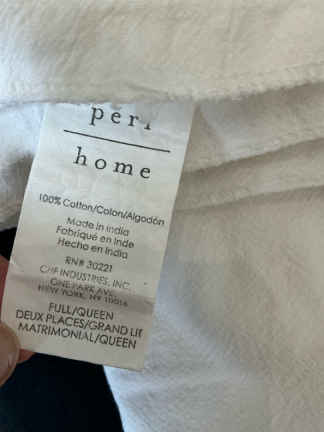 peri
home
100% Cotton/Coton/Algodón
Made in India
Fabriqué en Inde
Hecho en India
RN# 30221
CHF INDUSTRIES, INC.
ONE PARK AVE.
NEW YORK, NY 10016
FULL/QUEEN
DEUX PLACES/GRAND LIT
MATRIMONIAL/QUEEN